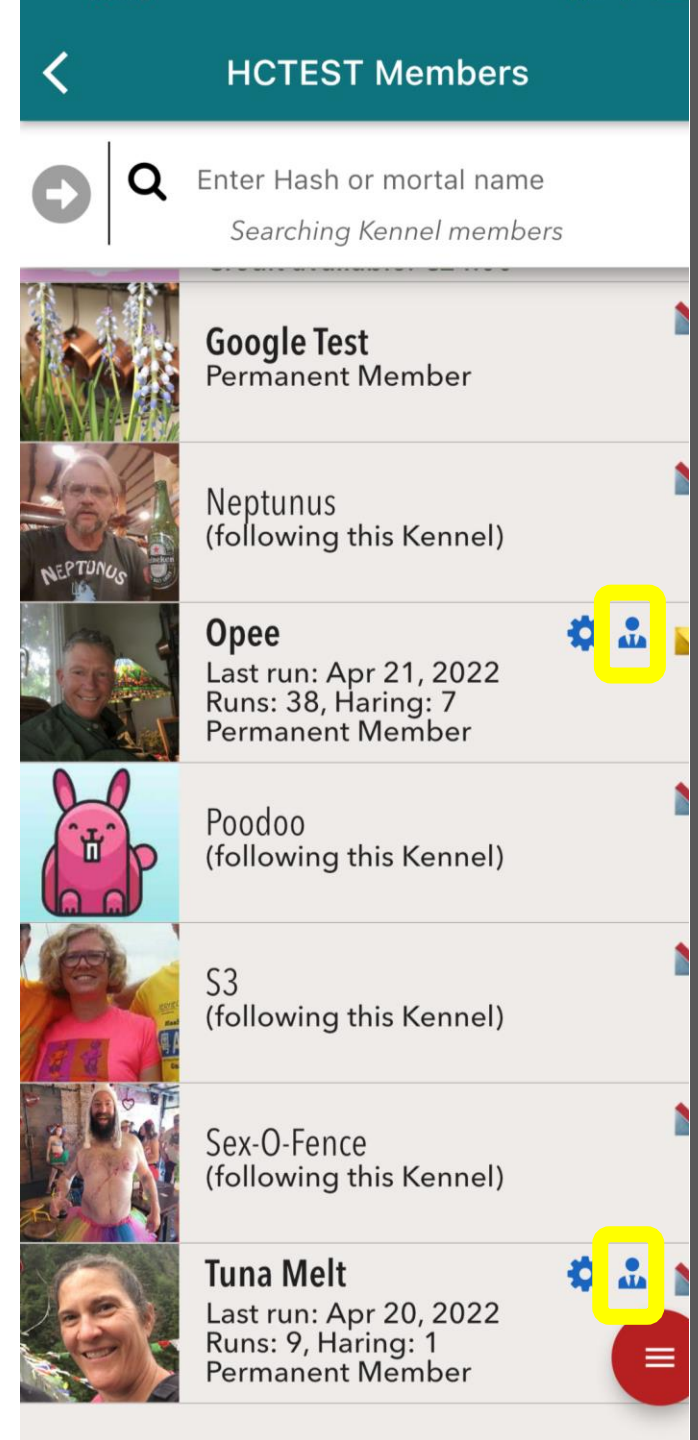 HCTEST Members
Enter Hash or mortal name
Searching Kennel members
Google Test
Permanent Member
Neptunus
(following this Kennel)
NEPTUNUS
Opee
Last run: Apr 21, 2022
Runs: 38, Haring: 7
Permanent Member
Poodoo
(following this Kennel)
S3
(following this Kennel)
Sex-O-Fence
(following this Kennel)
Tuna Melt
Last run: Apr 20, 2022
Runs: 9, Haring: 1
Permanent Member